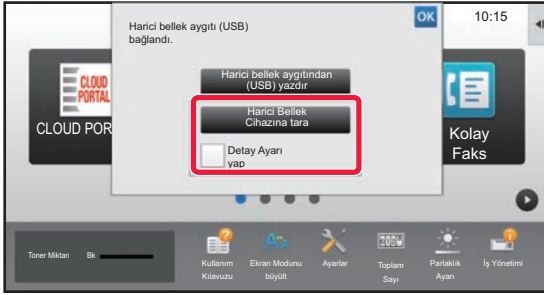 Harici bellek aygıtı (USB)
bağlandı.
OK
10:15
Harici bellek aygıtından
(USB) yazdır
Harici Bellek
Cihazına tara
Detay Ayarı
yap
CLOUD
PORTAL
CLOUD POR
Kolay
Faks
Toner Miktarı
Bk
Kullanım
Kılavuzu
Ekran Modunu
büyült
Ayarlar
Toplam
Sayı
Parlaklık
Ayarı
İş Yönetimi